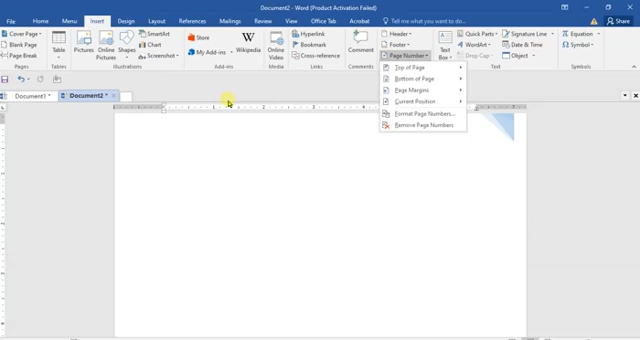 Document2 - Word (Product Activation Failed)
File Home Menu Insert Design Layout References Mailings Review View Office Tab Acrobat Tell me what you want to do... Share
Cover Page
Blank Page
Page Break
Pages
Table
Tables
Pictures
Online Pictures
Shapes
SmartArt
Chart
Screenshot
Illustrations
Store
My Add-ins
Wikipedia
Add-ins
Online Video
Media
Hyperlink
Bookmark
Cross-reference
Links
Comment
Comments
Header
Footer
Page Number
Text Box
Quick Parts
WordArt
Drop Cap
Signature Line
Date & Time
Object
Text
Equation
Symbol
Symbols
Top of Page
Bottom of Page
Page Margins
Current Position
Format Page Numbers...
Remove Page Numbers
Document1 *
Document2 *